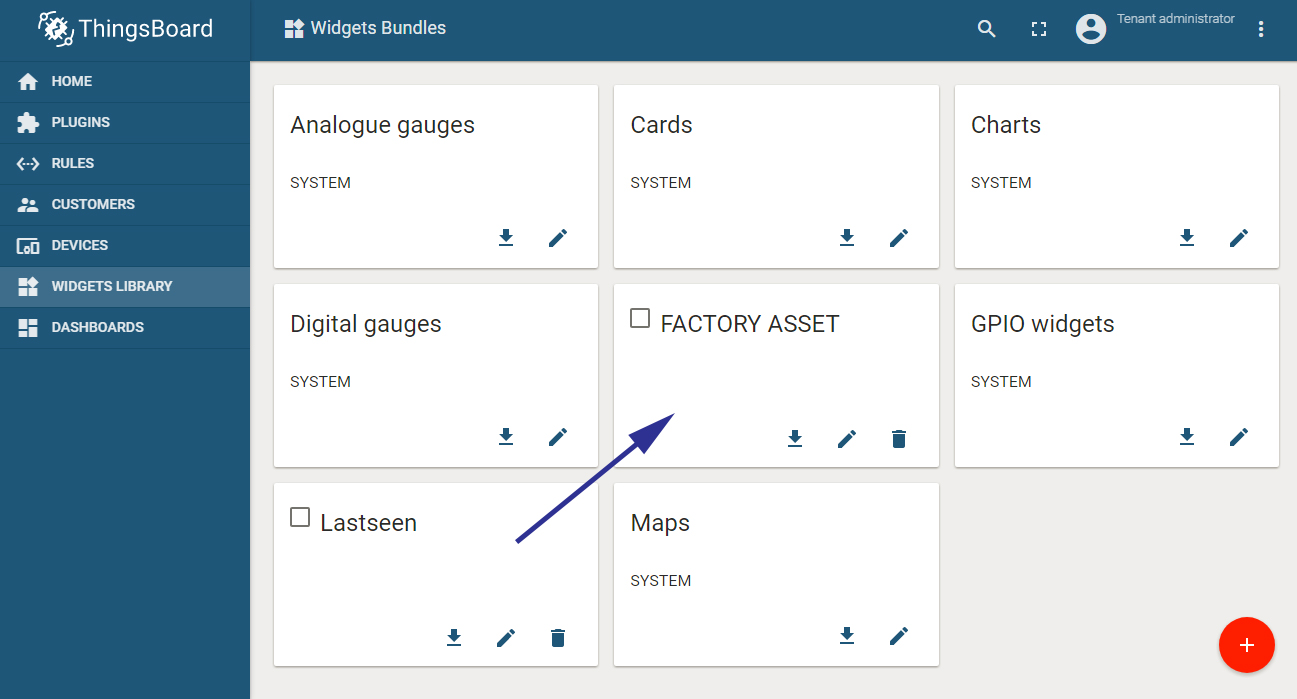 ThingsBoard
Widgets Bundles
Tenant administrator
HOME
PLUGINS
RULES
CUSTOMERS
DEVICES
WIDGETS LIBRARY
DASHBOARDS
Analogue gauges
SYSTEM
Cards
SYSTEM
Charts
SYSTEM
Digital gauges
SYSTEM
FACTORY ASSET
GPIO widgets
SYSTEM
Lastseen
Maps
SYSTEM